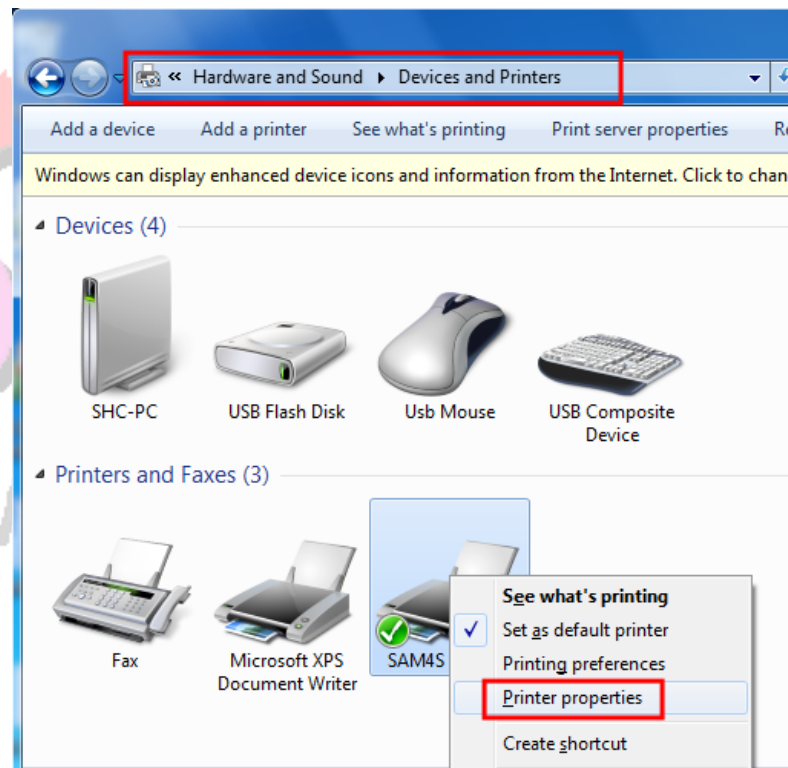 « Hardware and Sound ▸ Devices and Printers
Add a device Add a printer See what's printing Print server properties
Windows can display enhanced device icons and information from the Internet. Click to
Devices (4)
SHC-PC USB Flash Disk Usb Mouse USB Composite
Device
Printers and Faxes (3)
See what's printing
Set as default printer
Fax Microsoft XPS SAM4S Printing preferences
Document Writer Printer properties
Create shortcut